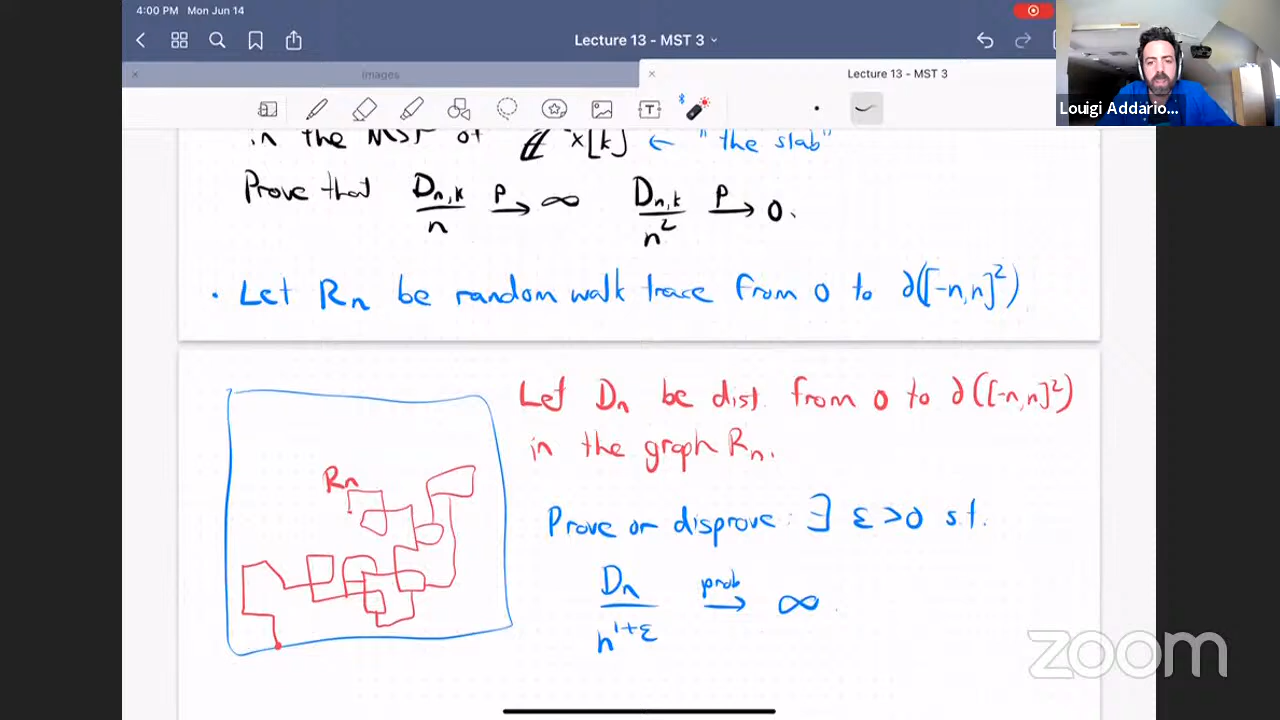 4:00 PM Mon Jun 14
Lecture 13 - MST 3
images
Lecture 13 - MST 3
Louigi Addario...
in the MST of x[k] ← "the slab"
Prove that D_{n,k}/n →^P ∞ D_{n,k}/n^2 →^P 0.
• Let R_n be random walk trace from 0 to ∂([-n,n]^2)
Let D_n be dist. from 0 to ∂([-n,n]^2)
in the graph R_n.
R_n
Prove or disprove: ∃ ε>0 s.t.
D_n/n^{1+ε} →^{prob} ∞
zoom